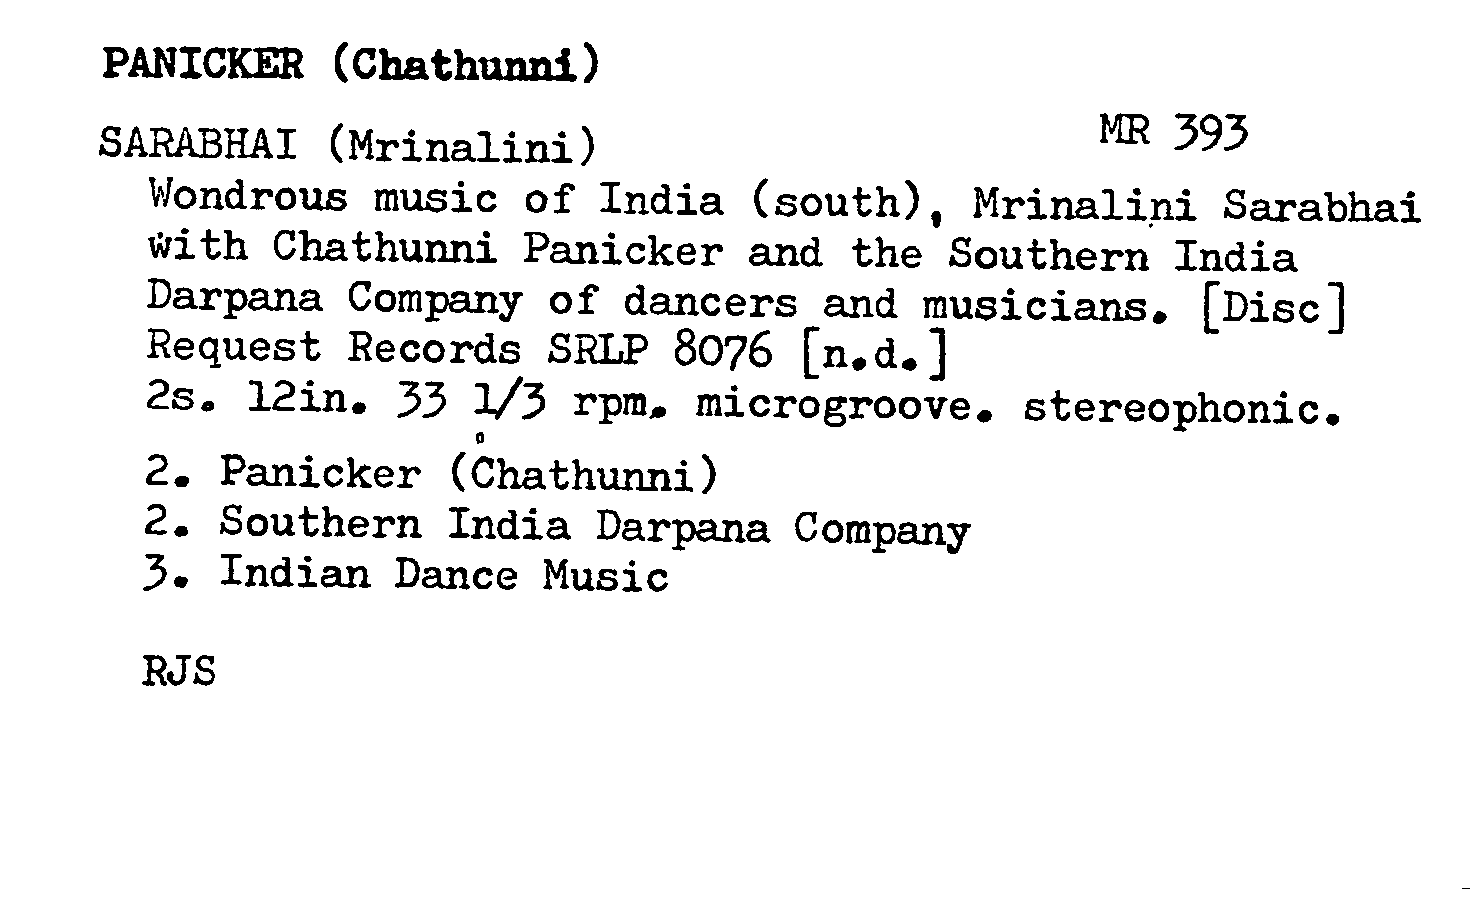 PANICKER (Chathunni)
MR 393
SARABHAI (Mrinalini)
Wondrous music of India (south), Mrinalini Sarabhai
with Chathunni Panicker and the Southern India
Darpana Company of dancers and musicians. [Disc]
Request Records SRLP 8076 [n.d.]
2s. 12in. 33 1/3 rpm. microgroove. stereophonic.
2. Panicker (Chathunni)
2. Southern India Darpana Company
3. Indian Dance Music
RJS